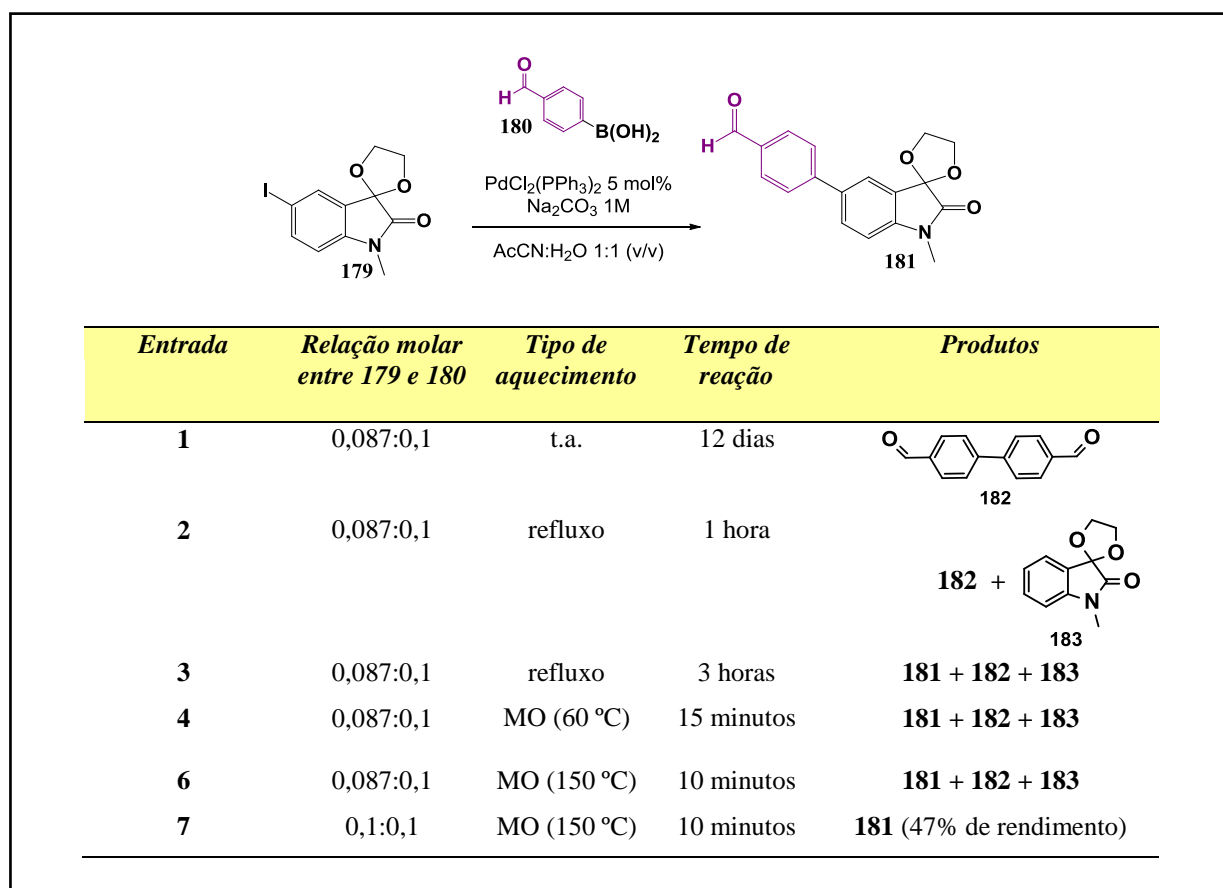 O
H
180
B(OH)2
I
O
O
O
N
179
PdCl2(PPh3)2 5 mol%
Na2CO3 1M
AcCN:H2O 1:1 (v/v)
O
H
O
O
O
N
181
Entrada Relação molar entre 179 e 180 Tipo de aquecimento Tempo de reação Produtos
1 0,087:0,1 t.a. 12 dias
O
O
182
2 0,087:0,1 refluxo 1 hora
182 +
O
O
O
N
183
3 0,087:0,1 refluxo 3 horas 181 + 182 + 183
4 0,087:0,1 MO (60 ºC) 15 minutos 181 + 182 + 183
6 0,087:0,1 MO (150 ºC) 10 minutos 181 + 182 + 183
7 0,1:0,1 MO (150 ºC) 10 minutos 181 (47% de rendimento)